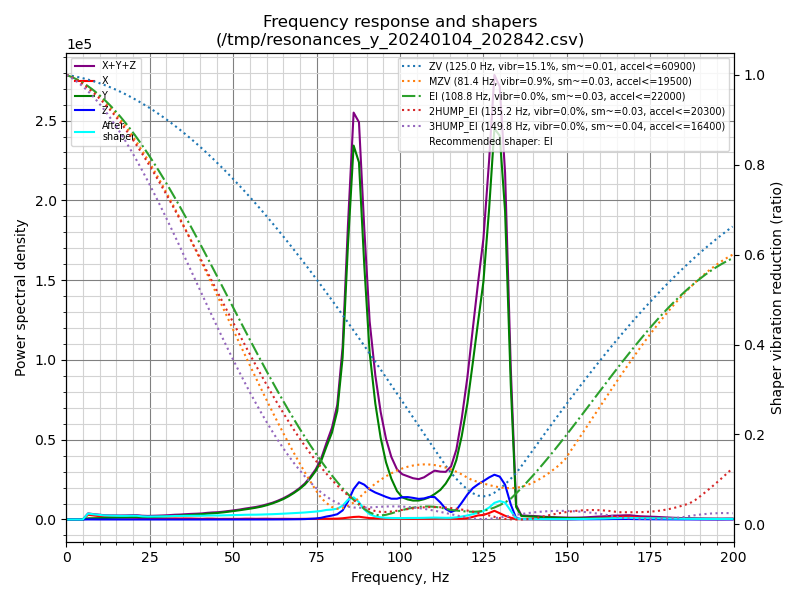 Frequency response and shapers
(/tmp/resonances_y_20240104_202842.csv)
1e5
X+Y+Z
X
Y
Z
After
shaper
ZV (125.0 Hz, vibr=15.1%, sm~=0.01, accel<=60900)
MZV (81.4 Hz, vibr=0.9%, sm~=0.03, accel<=19500)
EI (108.8 Hz, vibr=0.0%, sm~=0.03, accel<=22000)
2HUMP_EI (135.2 Hz, vibr=0.0%, sm~=0.03, accel<=20300)
3HUMP_EI (149.8 Hz, vibr=0.0%, sm~=0.04, accel<=16400)
Recommended shaper: EI
Power spectral density
2.5
2.0
1.5
1.0
0.5
0.0
1.0
0.8
0.6
0.4
0.2
0.0
Shaper vibration reduction (ratio)
0 25 50 75 100 125 150 175 200
Frequency, Hz